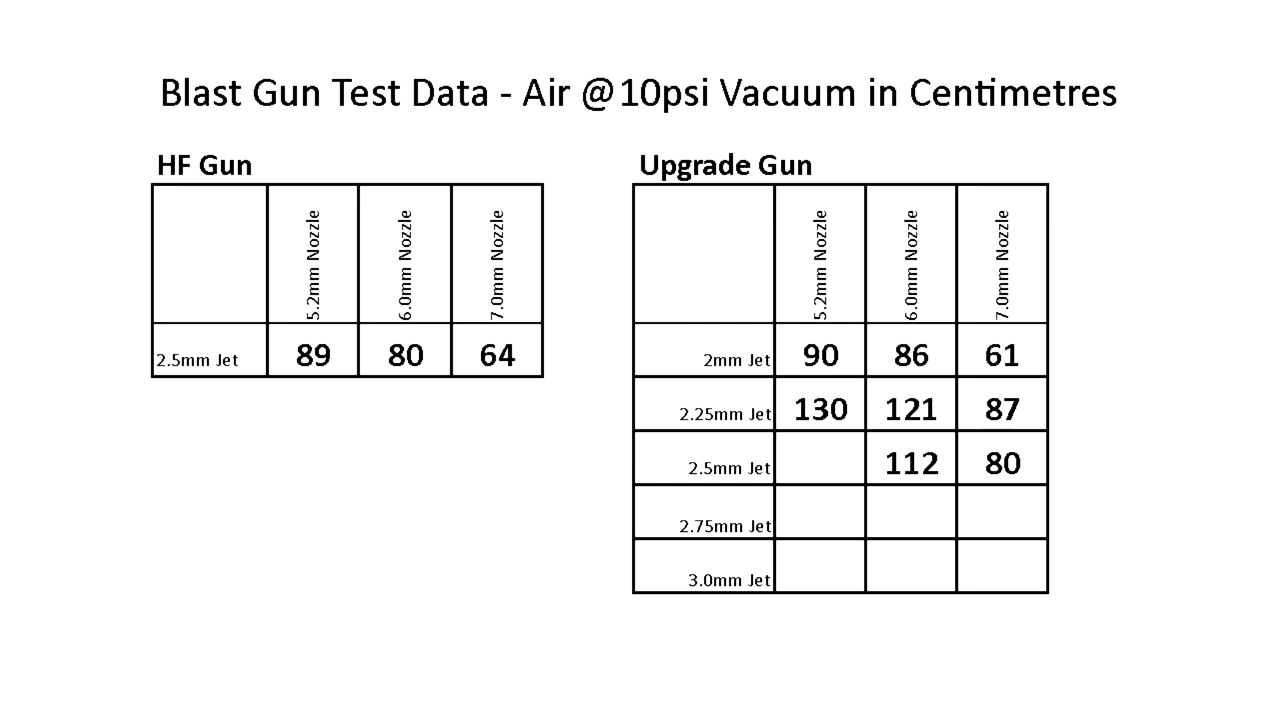 Blast Gun Test Data - Air @10psi Vacuum in Centimetres
HF Gun
5.2mm Nozzle
6.0mm Nozzle
7.0mm Nozzle
2.5mm Jet 89 80 64
Upgrade Gun
5.2mm Nozzle
6.0mm Nozzle
7.0mm Nozzle
2mm Jet 90 86 61
2.25mm Jet 130 121 87
2.5mm Jet 112 80
2.75mm Jet
3.0mm Jet